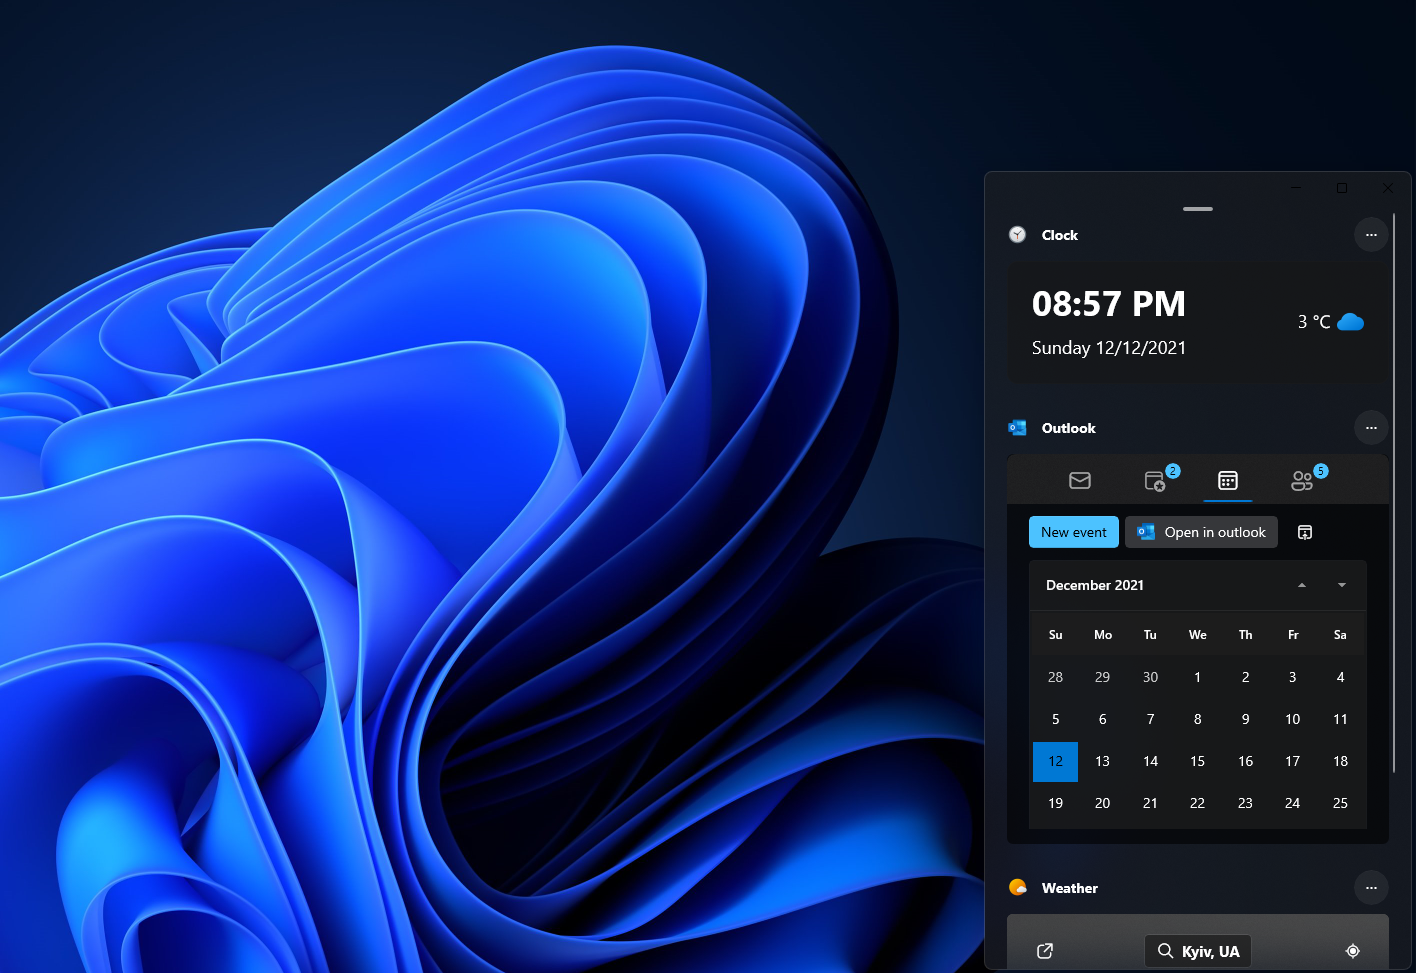 Clock
08:57 PM
3 °C
Sunday 12/12/2021
Outlook
2
5
New event
Open in outlook
December 2021
Su Mo Tu We Th Fr Sa
28 29 30 1 2 3 4
5 6 7 8 9 10 11
12 13 14 15 16 17 18
19 20 21 22 23 24 25
Weather
Kyiv, UA